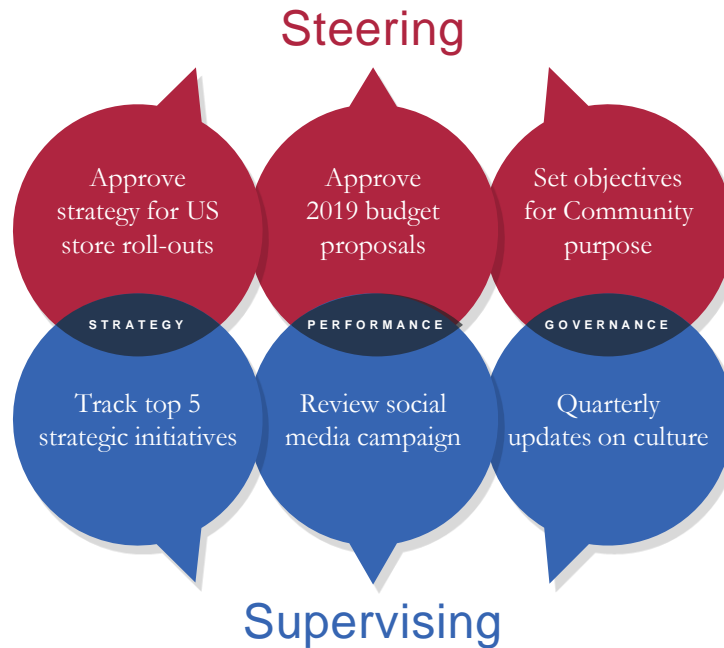 Steering
Approve
strategy for US
store roll-outs
Approve
2019 budget
proposals
Set objectives
for Community
purpose
STRATEGY
PERFORMANCE
GOVERNANCE
Track top 5
strategic initiatives
Review social
media campaign
Quarterly
updates on culture
Supervising